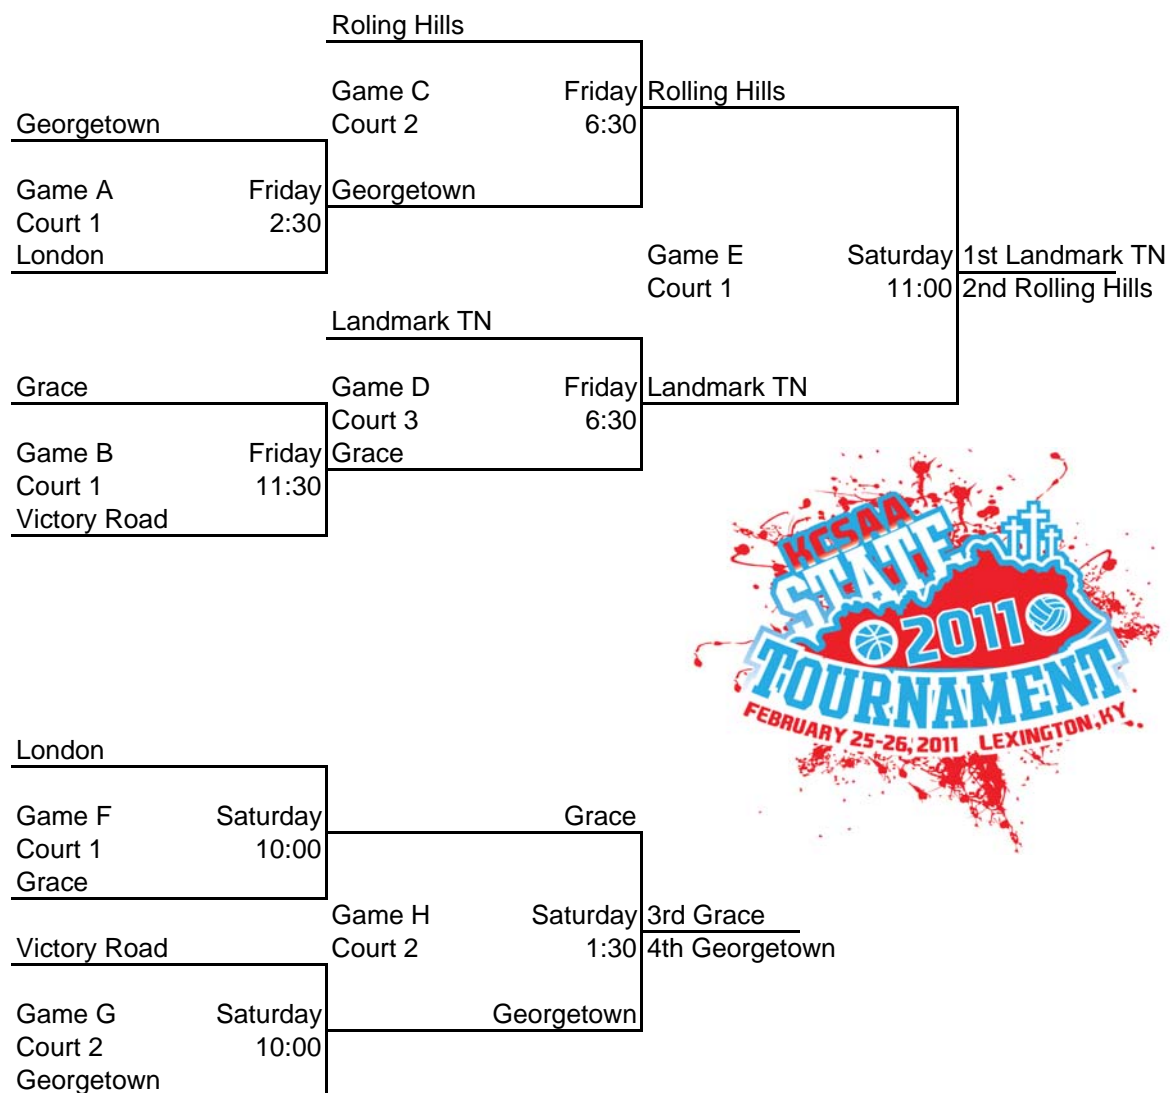 Roling Hills
Game C Friday Rolling Hills
Georgetown Court 2 6:30
Game A Friday Georgetown
Court 1 2:30
London Game E Saturday 1st Landmark TN
Court 1 11:00 2nd Rolling Hills
Landmark TN
Grace Game D Friday Landmark TN
Court 3 6:30
Game B Friday Grace
Court 1 11:30
Victory Road
KCSAA
STATE
2011
TOURNAMENT
FEBRUARY 25-26, 2011 LEXINGTON, KY
London
Game F Saturday Grace
Court 1 10:00
Grace
Game H Saturday 3rd Grace
Victory Road Court 2 1:30 4th Georgetown
Game G Saturday Georgetown
Court 2 10:00
Georgetown